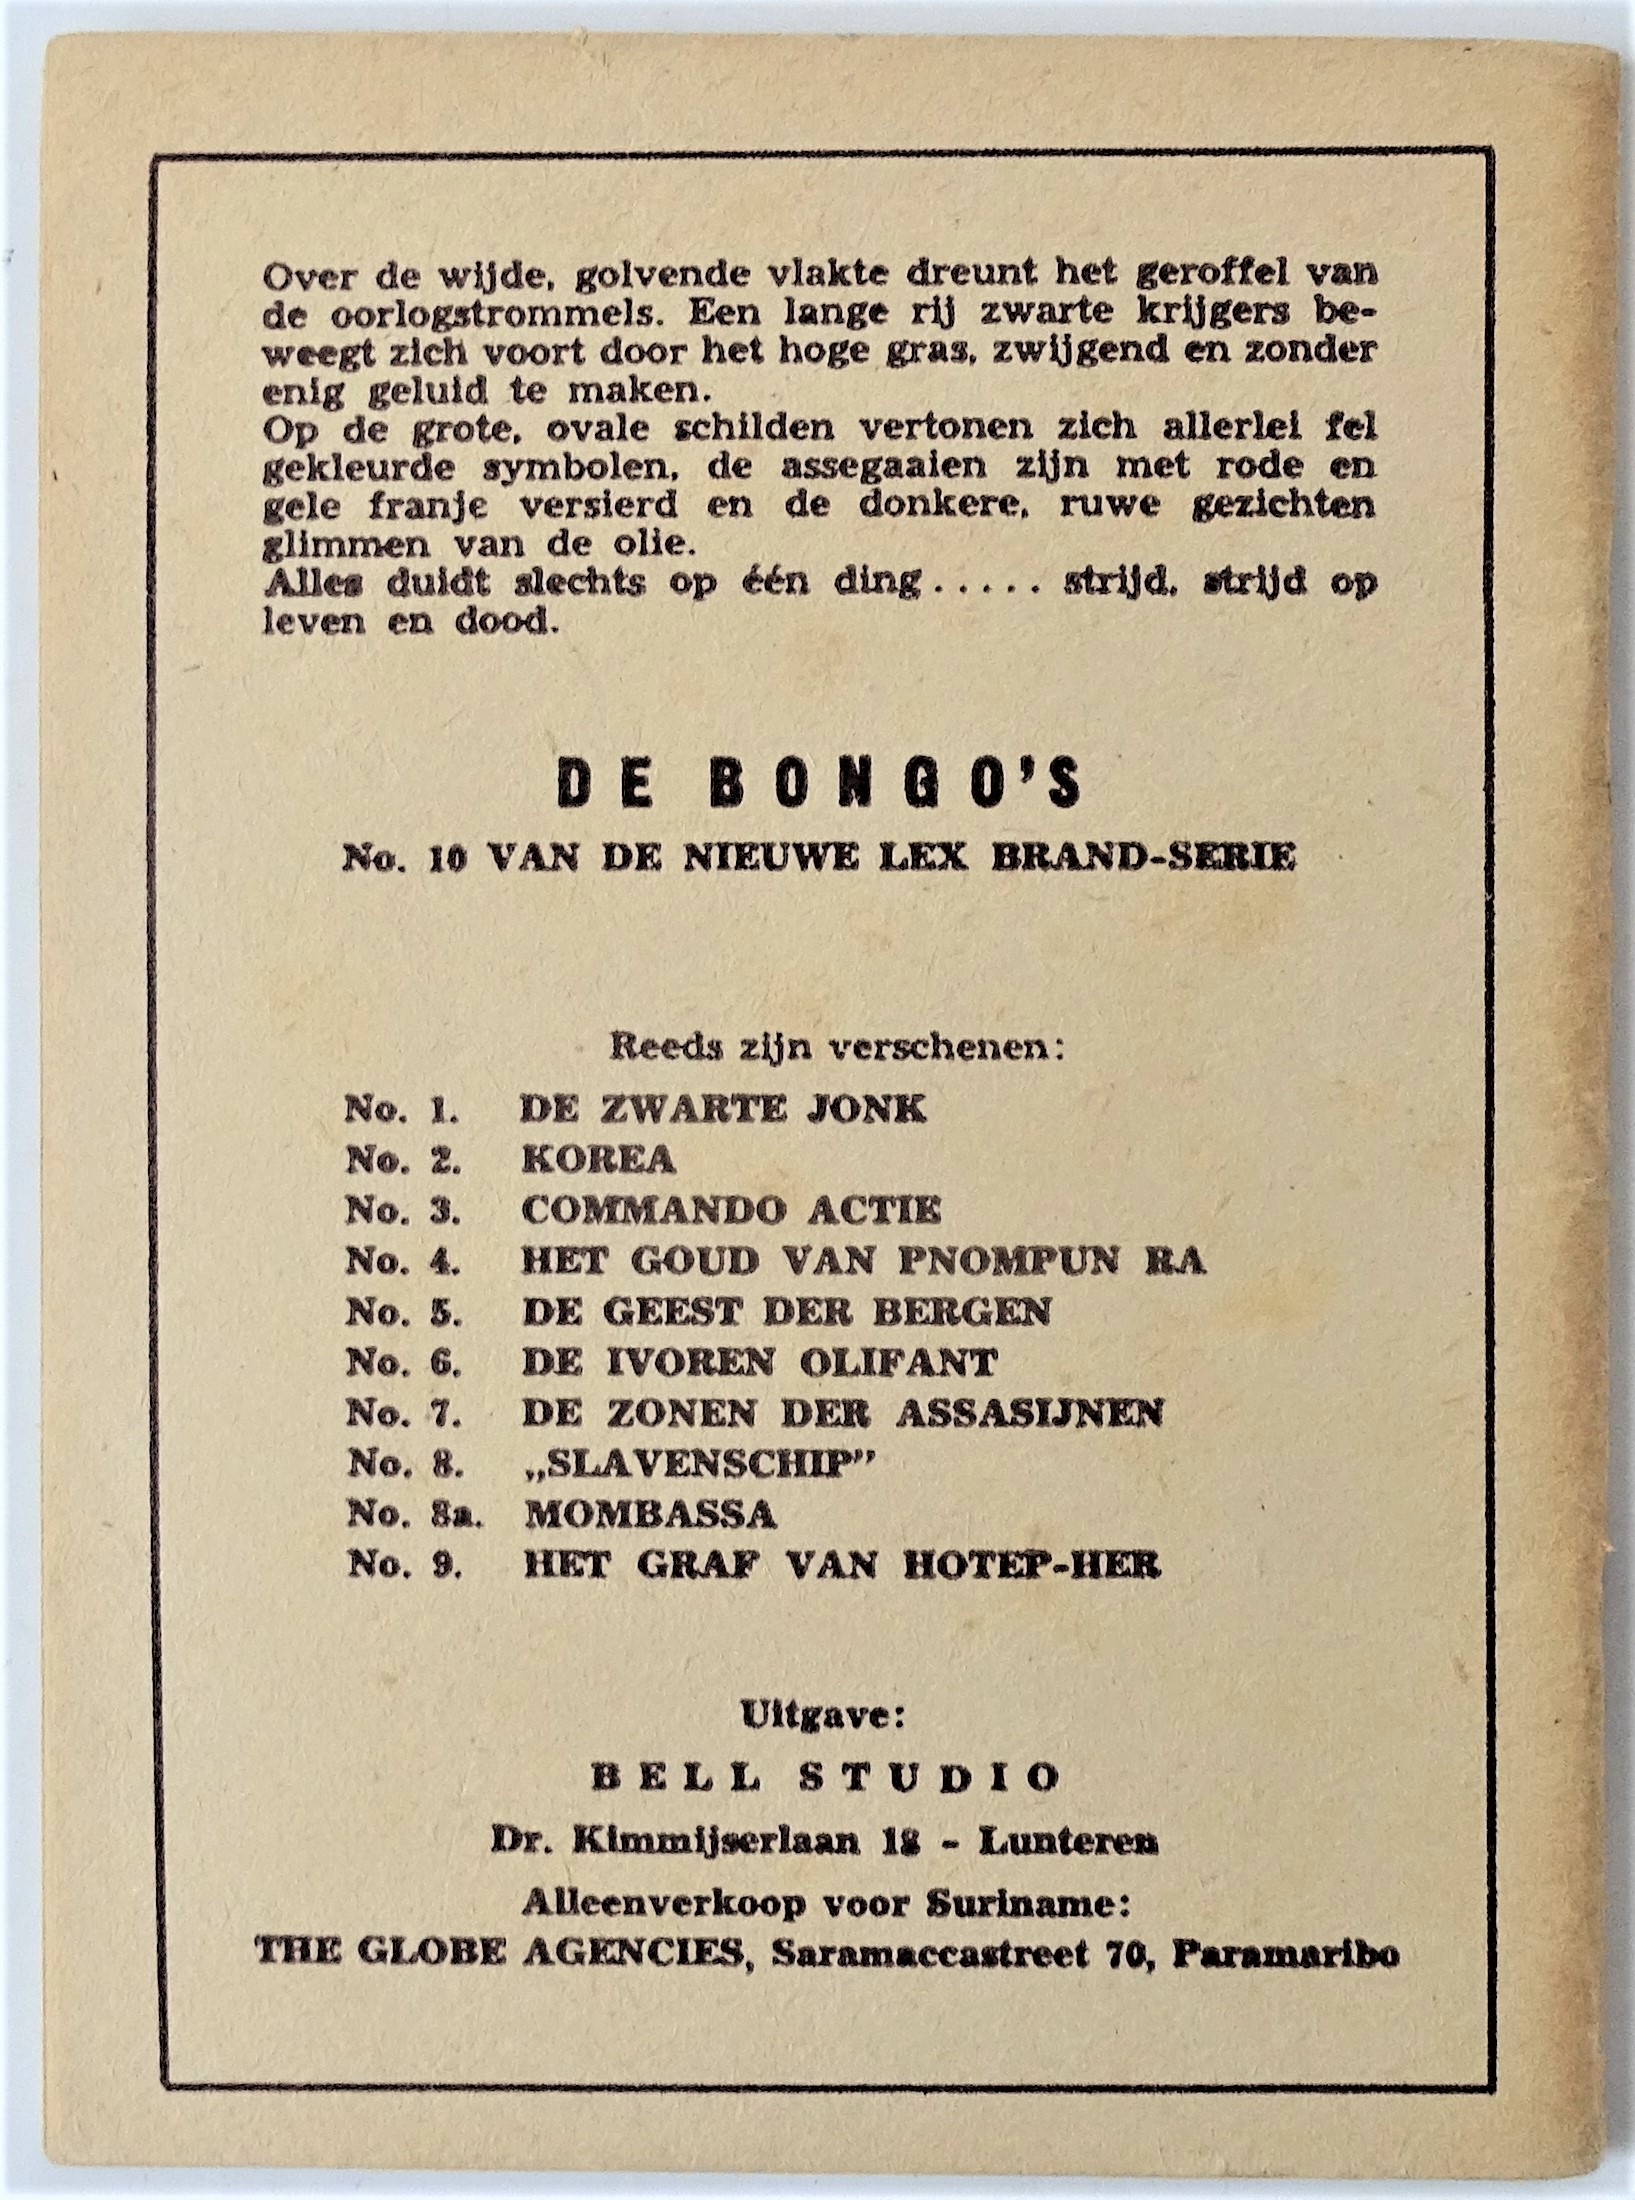 Over de wijde, golvende vlakte dreunt het geroffel van
de oorlogstrommels. Een lange rij zwarte krijgers be-
weegt zich voort door het hoge gras, zwijgend en zonder
enig geluid te maken.
Op de grote, ovale schilden vertonen zich allerlei fel
gekleurde symbolen, de assegaaien zijn met rode en
gele franje versierd en de donkere, ruwe gezichten
glimmen van de olie.
Alles duidt slechts op één ding ..... strijd, strijd op
leven en dood.
DE BONGO'S
No. 10 VAN DE NIEUWE LEX BRAND-SERIE
Reeds zijn verschenen:
No. 1. DE ZWARTE JONK
No. 2. KOREA
No. 3. COMMANDO ACTIE
No. 4. HET GOUD VAN PNOMPUN RA
No. 5. DE GEEST DER BERGEN
No. 6. DE IVOREN OLIFANT
No. 7. DE ZONEN DER ASSASIJNEN
No. 8. „SLAVENSCHIP”
No. 8a. MOMBASSA
No. 9. HET GRAF VAN HOTEP-HER
Uitgave:
BELL STUDIO
Dr. Kimmijserlaan 18 - Lunteren
Alleenverkoop voor Suriname:
THE GLOBE AGENCIES, Saramaccastreet 70, Paramaribo